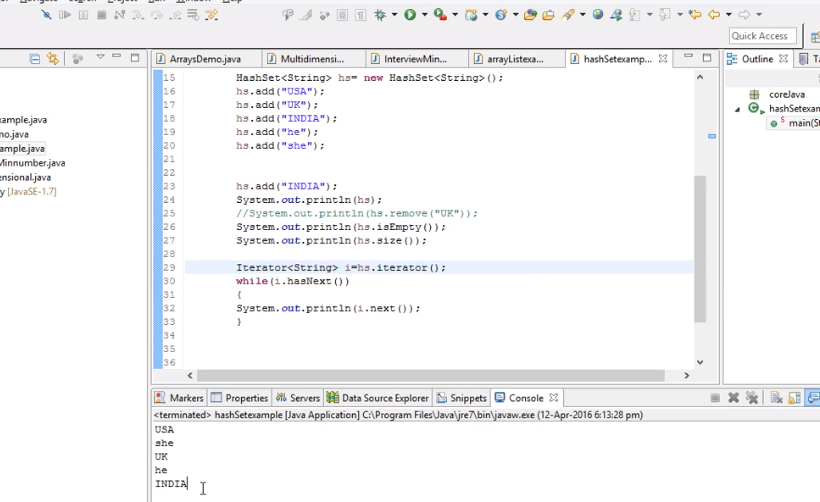 Quick Access
ArraysDemo.java
Multidimensi...
InterviewMin...
arrayListexa...
hashSetexamp...
Outline
ample.java
no.java
ample.java
Minnumber.java
ensional.java
y [JavaSE-1.7]
15 HashSet<String> hs= new HashSet<String>();
16 hs.add("USA");
17 hs.add("UK");
18 hs.add("INDIA");
19 hs.add("he");
20 hs.add("she");
21
22
23 hs.add("INDIA");
24 System.out.println(hs);
25 //System.out.println(hs.remove("UK"));
26 System.out.println(hs.isEmpty());
27 System.out.println(hs.size());
28
29 Iterator<String> i=hs.iterator();
30 while(i.hasNext())
31 {
32 System.out.println(i.next());
33 }
34
35
36
coreJava
hashSetexam
main(St
Markers
Properties
Servers
Data Source Explorer
Snippets
Console
<terminated> hashSetexample [Java Application] C:\Program Files\Java\jre7\bin\javaw.exe (12-Apr-2016 6:13:28 pm)
USA
she
UK
he
INDIA